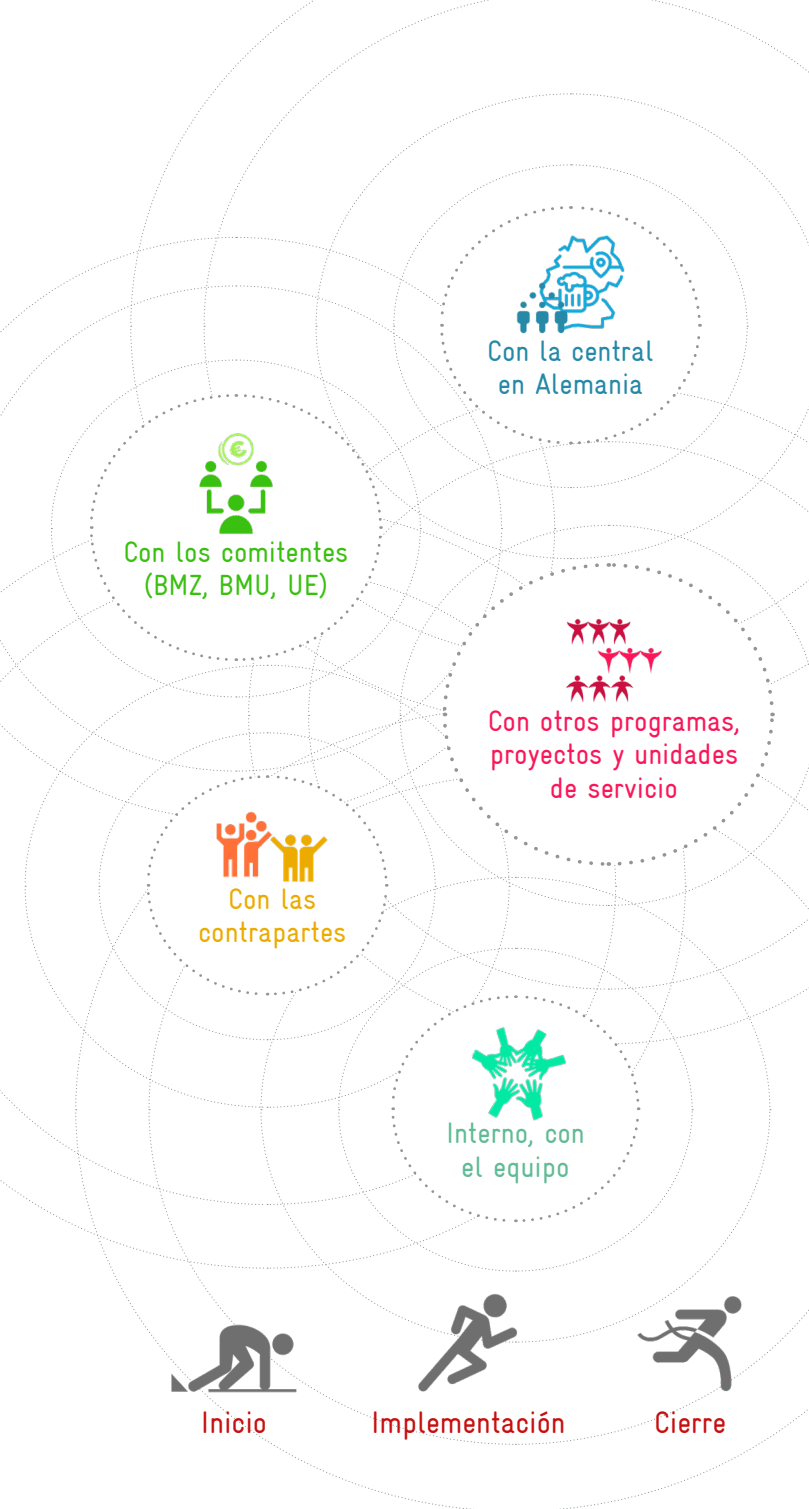 Con la central
en Alemania
€
Con los comitentes
(BMZ, BMU, UE)
Con otros programas,
proyectos y unidades
de servicio
Con las
contrapartes
Interno, con
el equipo
Inicio
Implementación
Cierre